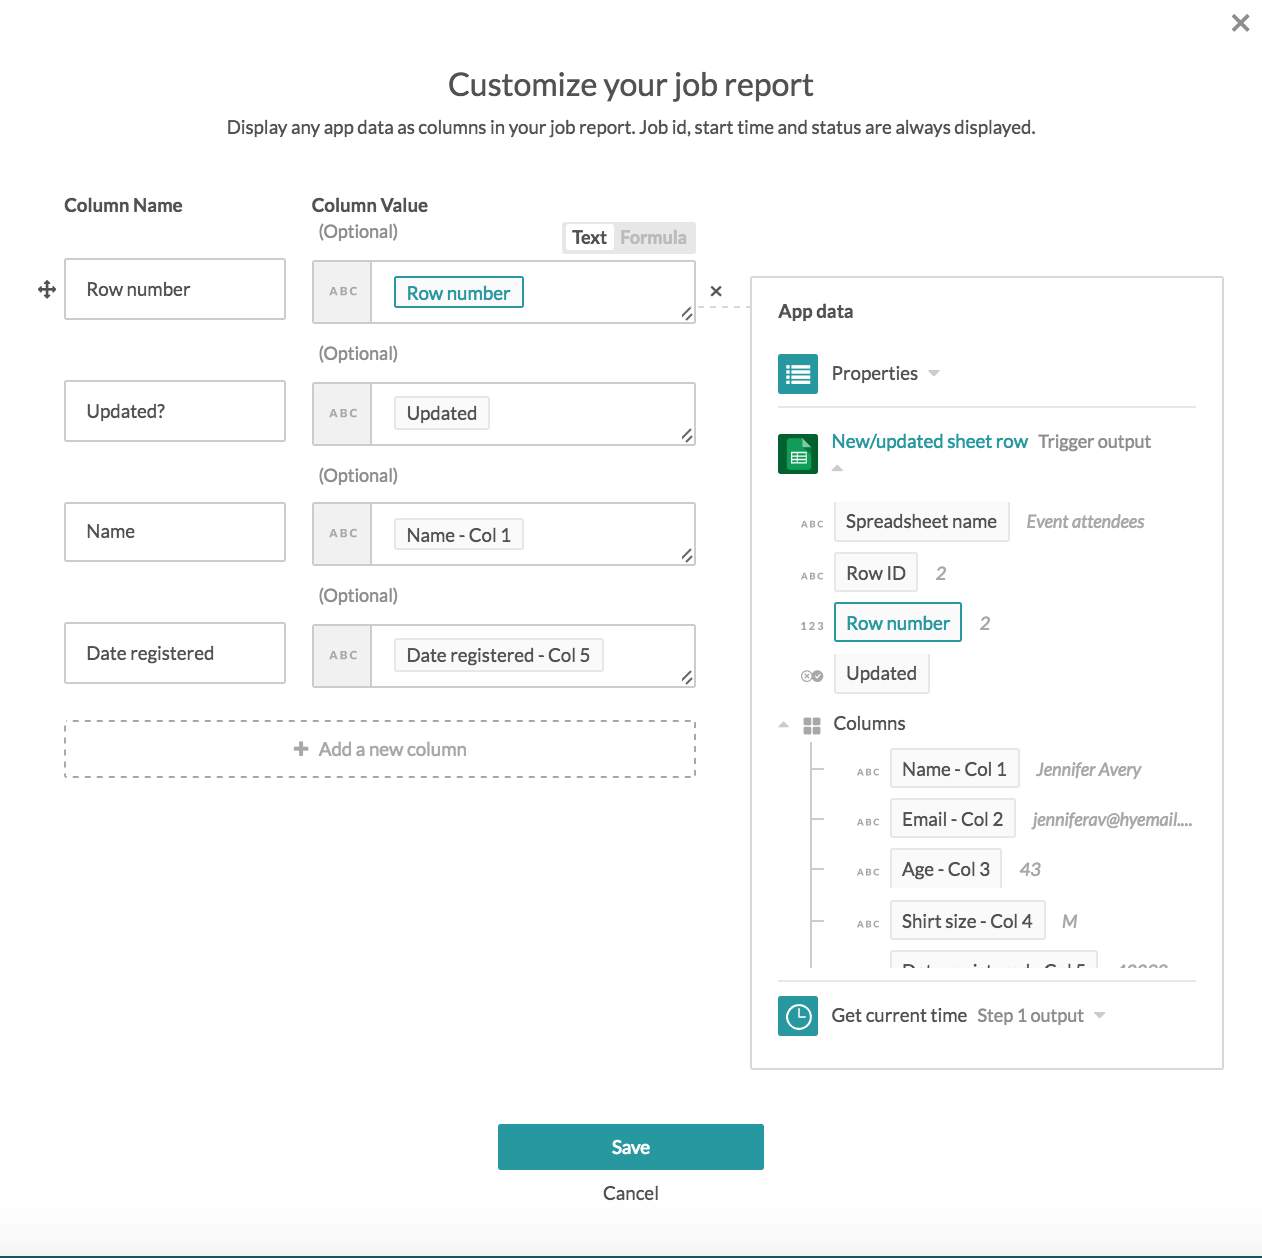 Customize your job report
Display any app data as columns in your job report. Job id, start time and status are always displayed.
Column Name
Column Value
(Optional)
Text Formula
Row number
ABC Row number
(Optional)
Updated?
ABC Updated
(Optional)
Name
ABC Name - Col 1
(Optional)
Date registered
ABC Date registered - Col 5
Add a new column
App data
Properties
New/updated sheet row Trigger output
ABC Spreadsheet name Event attendees
ABC Row ID 2
123 Row number 2
Updated
Columns
ABC Name - Col 1 Jennifer Avery
ABC Email - Col 2 jenniferav@hyemail....
ABC Age - Col 3 43
ABC Shirt size - Col 4 M
Get current time Step 1 output
Save
Cancel